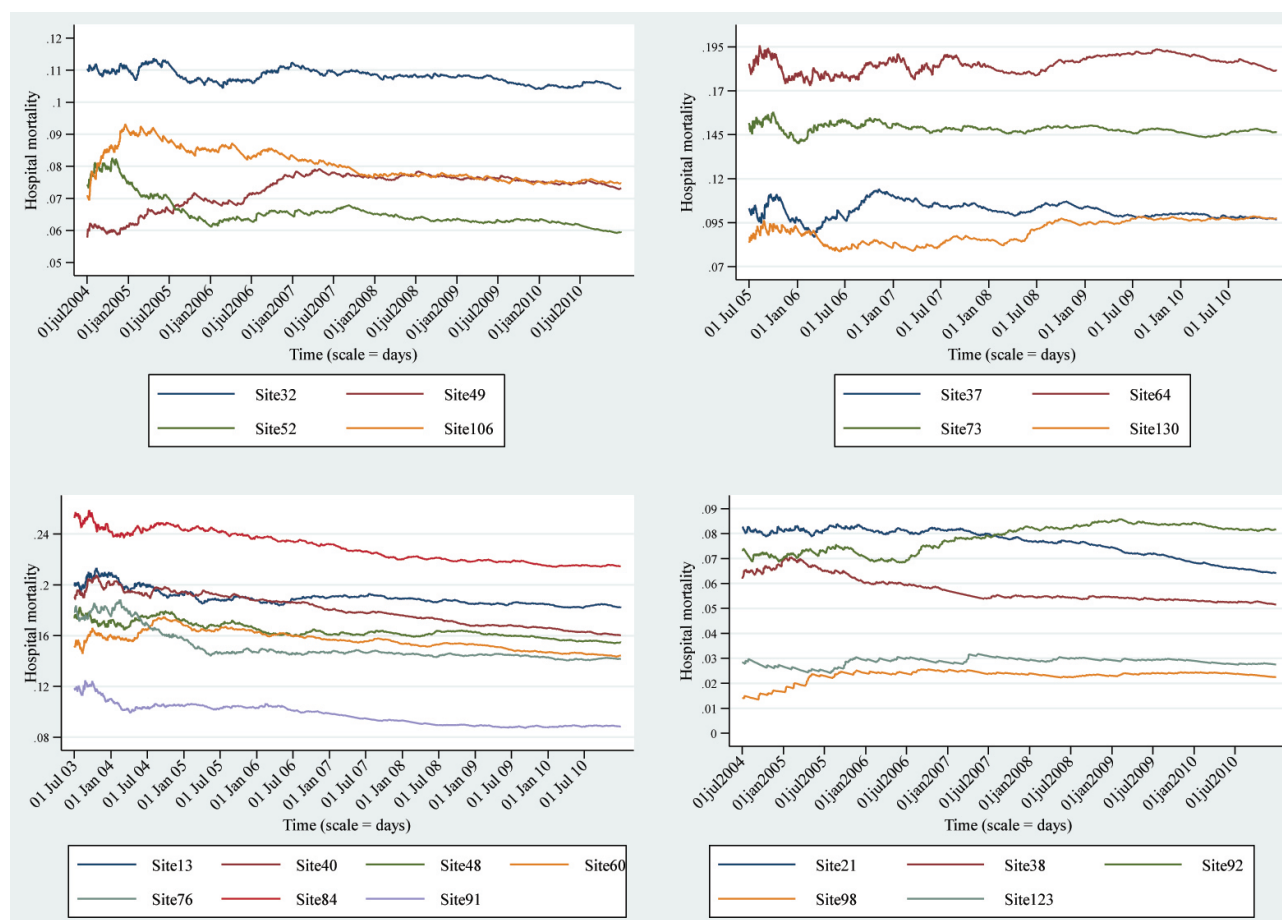 Hospital mortality
.12
.11
.1
.09
.08
.07
.06
.05
01jul2004
01jan2005
01jul2005
01jan2006
01jul2006
01jan2007
01jul2007
01jan2008
01jul2008
01jan2009
01jul2009
01jan2010
01jul2010
Time (scale = days)
Site32 Site49
Site52 Site106
Hospital mortality
.195
.17
.145
.12
.095
.07
01 Jul 05
01 Jan 06
01 Jul 06
01 Jan 07
01 Jul 07
01 Jan 08
01 Jul 08
01 Jan 09
01 Jul 09
01 Jan 10
01 Jul 10
Time (scale = days)
Site37 Site64
Site73 Site130
Hospital mortality
.24
.2
.16
.12
.08
01 Jul 03
01 Jan 04
01 Jul 04
01 Jan 05
01 Jul 05
01 Jan 06
01 Jul 06
01 Jan 07
01 Jul 07
01 Jan 08
01 Jul 08
01 Jan 09
01 Jul 09
01 Jan 10
01 Jul 10
Time (scale = days)
Site13 Site40 Site48 Site60
Site76 Site84 Site91
Hospital mortality
.09
.08
.07
.06
.05
.04
.03
.02
.01
0
01jul2004
01jan2005
01jul2005
01jan2006
01jul2006
01jan2007
01jul2007
01jan2008
01jul2008
01jan2009
01jul2009
01jan2010
01jul2010
Time (scale = days)
Site21 Site38 Site92
Site98 Site123